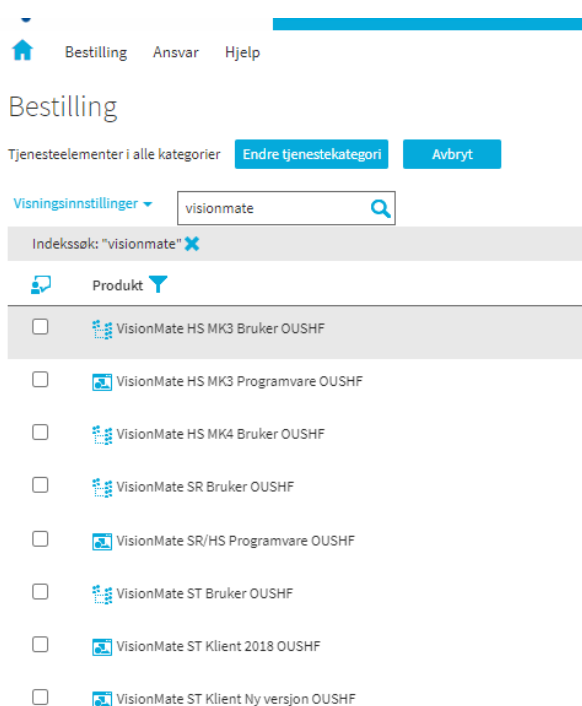 Bestilling Ansvar Hjelp
Bestilling
Tjenesteelementer i alle kategorier Endre tjenestekategori Avbryt
Visningsinnstillinger visionmate
Indekssøk: "visionmate"
Produkt
VisionMate HS MK3 Bruker OUSHF
VisionMate HS MK3 Programvare OUSHF
VisionMate HS MK4 Bruker OUSHF
VisionMate SR Bruker OUSHF
VisionMate SR/HS Programvare OUSHF
VisionMate ST Bruker OUSHF
VisionMate ST Klient 2018 OUSHF
VisionMate ST Klient Ny versjon OUSHF